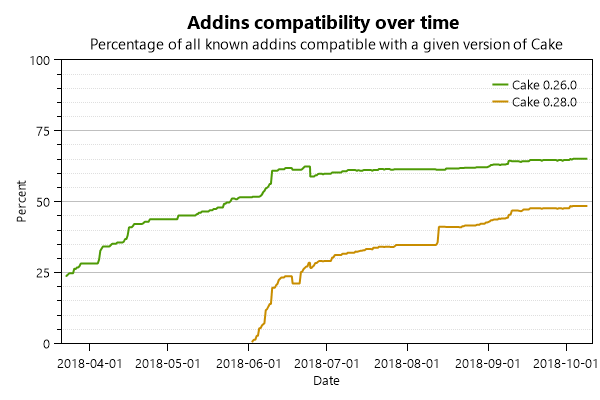 Addins compatibility over time
Percentage of all known addins compatible with a given version of Cake
100
75
50
25
0
Percent
Cake 0.26.0
Cake 0.28.0
2018-04-01 2018-05-01 2018-06-01 2018-07-01 2018-08-01 2018-09-01 2018-10-01
Date